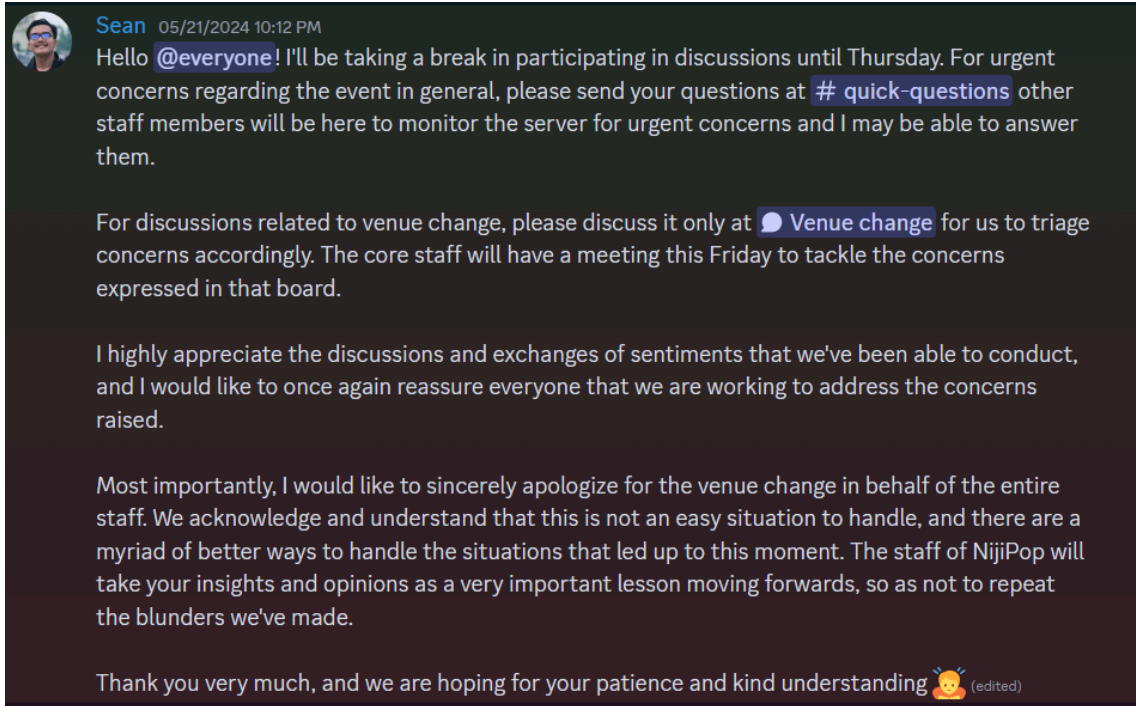 Sean 05/21/2024 10:12 PM
Hello @everyone! I'll be taking a break in participating in discussions until Thursday. For urgent
concerns regarding the event in general, please send your questions at # quick-questions other
staff members will be here to monitor the server for urgent concerns and I may be able to answer
them.
For discussions related to venue change, please discuss it only at Venue change for us to triage
concerns accordingly. The core staff will have a meeting this Friday to tackle the concerns
expressed in that board.
I highly appreciate the discussions and exchanges of sentiments that we've been able to conduct,
and I would like to once again reassure everyone that we are working to address the concerns
raised.
Most importantly, I would like to sincerely apologize for the venue change in behalf of the entire
staff. We acknowledge and understand that this is not an easy situation to handle, and there are a
myriad of better ways to handle the situations that led up to this moment. The staff of NijiPop will
take your insights and opinions as a very important lesson moving forwards, so as not to repeat
the blunders we've made.
Thank you very much, and we are hoping for your patience and kind understanding 🙇 (edited)